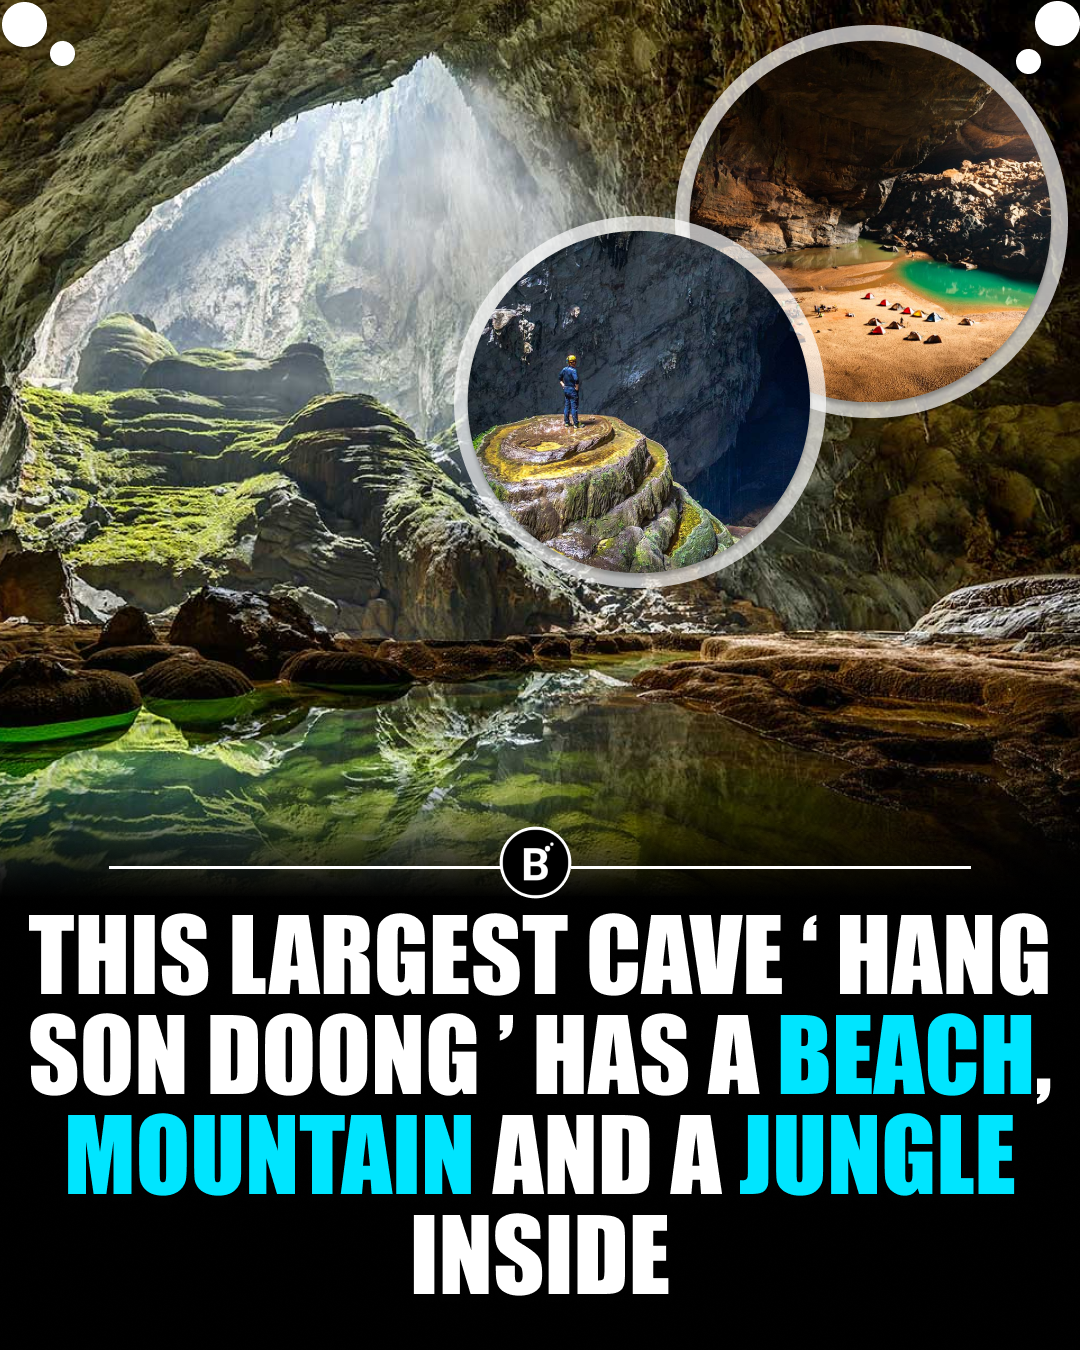 B
THIS LARGEST CAVE ‘ HANG
SON DOONG ’ HAS A BEACH,
MOUNTAIN AND A JUNGLE
INSIDE